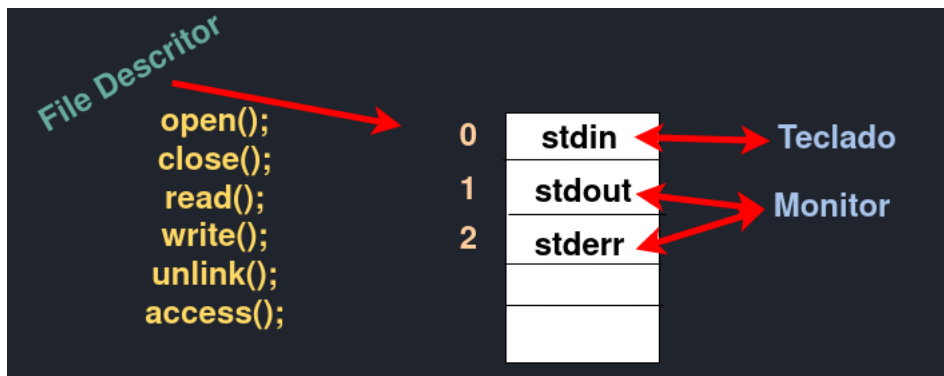 File Descritor
open();
close();
read();
write();
unlink();
access();
0 stdin Teclado
1 stdout Monitor
2 stderr